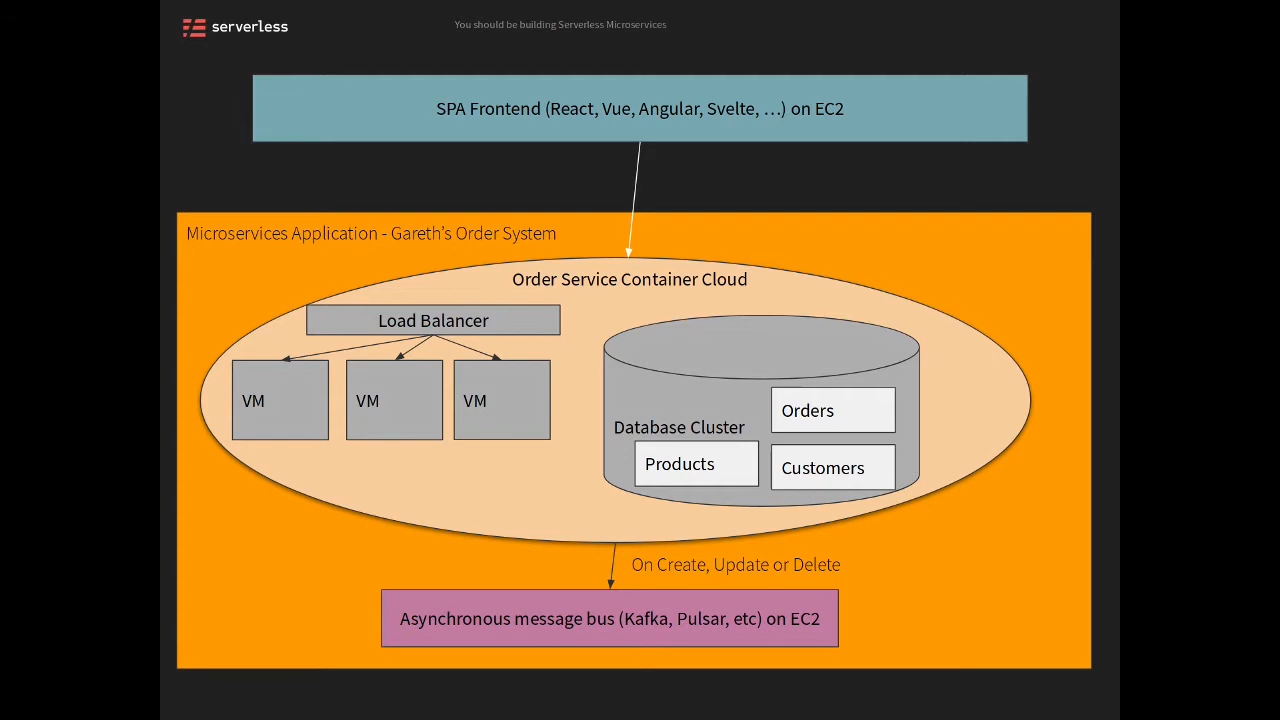 serverless
You should be building Serverless Microservices
SPA Frontend (React, Vue, Angular, Svelte, …) on EC2
Microservices Application - Gareth's Order System
Order Service Container Cloud
Load Balancer
VM
VM
VM
Database Cluster
Orders
Products
Customers
On Create, Update or Delete
Asynchronous message bus (Kafka, Pulsar, etc) on EC2